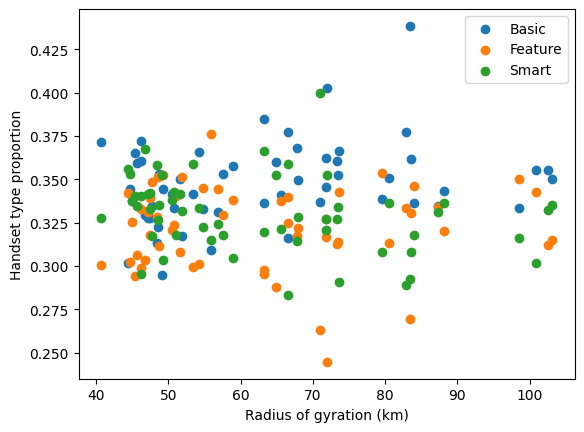 Basic
Feature
Smart
0.425
0.400
0.375
0.350
0.325
0.300
0.275
0.250
Handset type proportion
40 50 60 70 80 90 100
Radius of gyration (km)